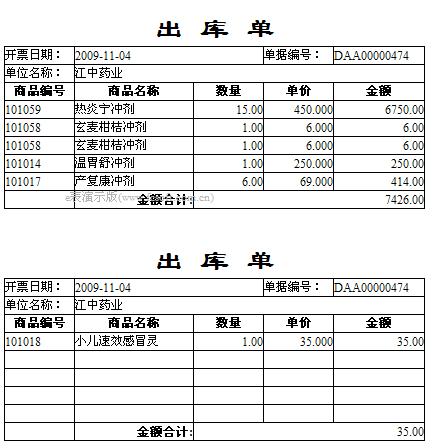 出 库 单
开票日期： 2009-11-04 单据编号： DAA00000474
单位名称： 江中药业
商品编号 商品名称 数量 单价 金额
101059 热炎宁冲剂 15.00 450.000 6750.00
101058 玄麦柑桔冲剂 1.00 6.000 6.00
101058 玄麦柑桔冲剂 1.00 6.000 6.00
101014 温胃舒冲剂 1.00 250.000 250.00
101017 产复康冲剂 6.00 69.000 414.00
金额合计: 7426.00
出 库 单
开票日期： 2009-11-04 单据编号： DAA00000474
单位名称： 江中药业
商品编号 商品名称 数量 单价 金额
101018 小儿速效感冒灵 1.00 35.000 35.00
金额合计: 35.00